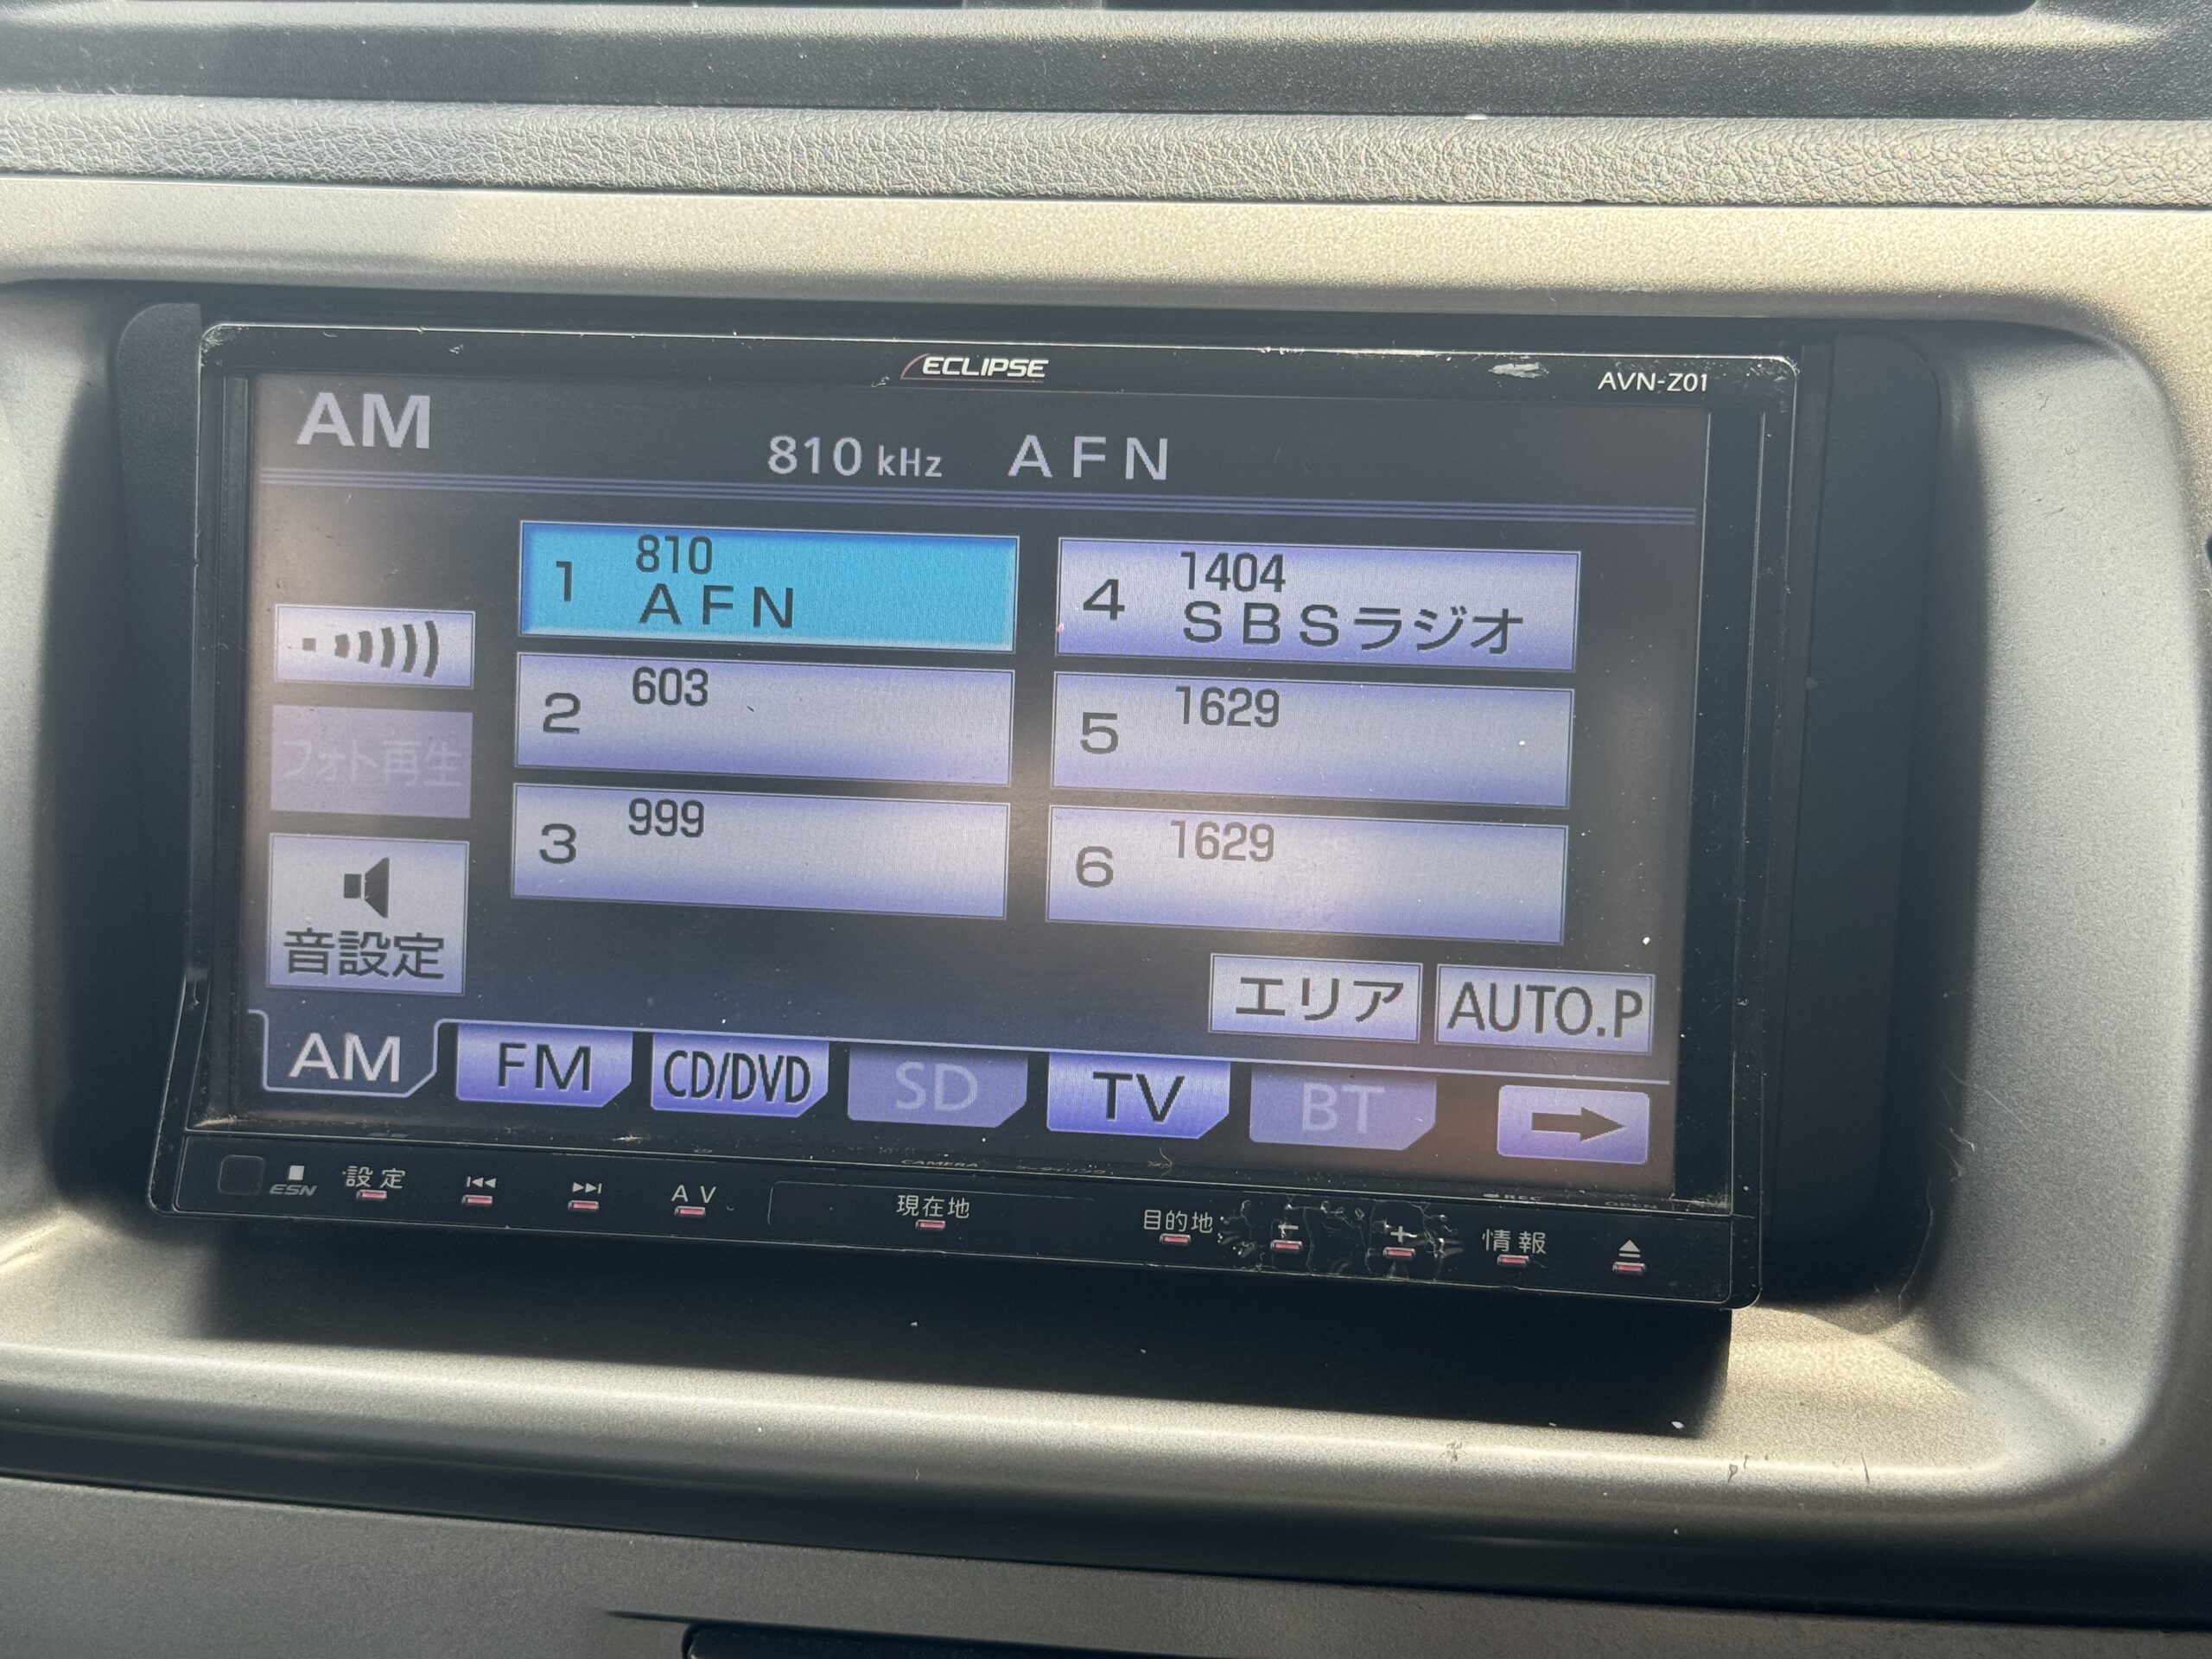 ECLIPSE
AVN-Z01
AM
810 kHz AFN
1 810 AFN
4 1404 SBSラジオ
2 603
5 1629
3 999
6 1629
フォト再生
音設定
エリア AUTO.P
AM FM CD/DVD SD TV BT
ESN 設定 AV 現在地 目的地 - + 情報
CAMERA
REC
OPEN